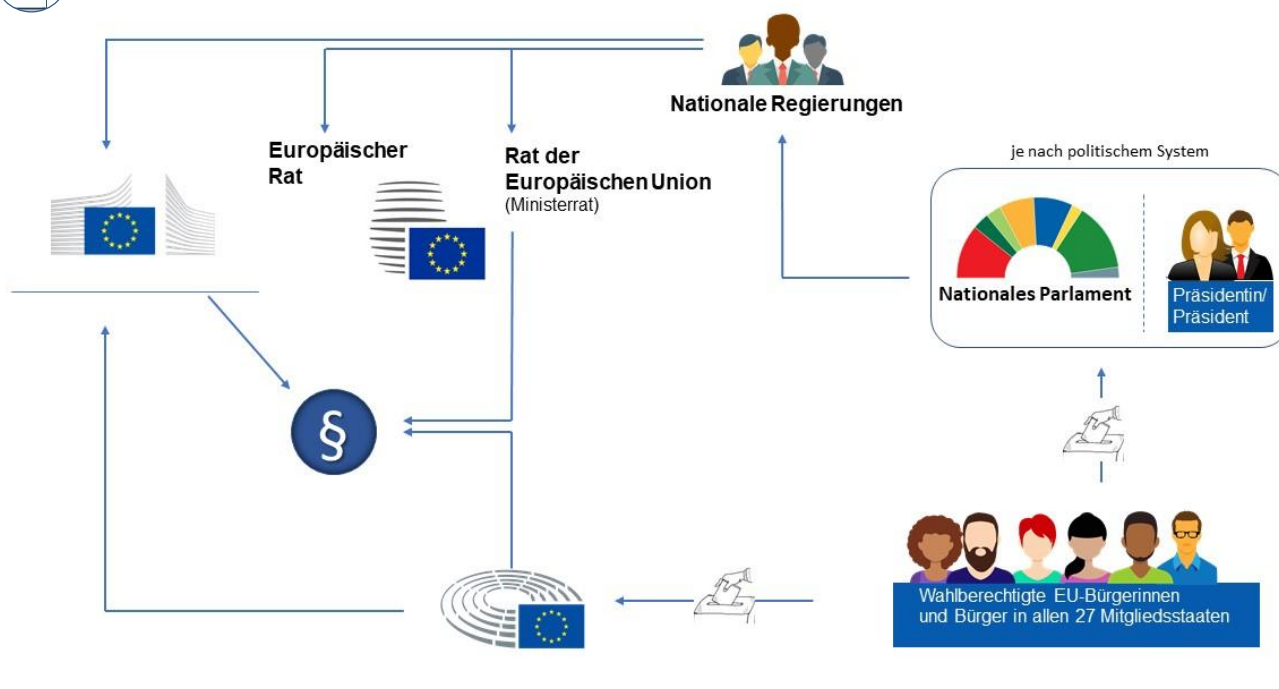 Nationale Regierungen
Europäischer
Rat
Rat der
Europäischen Union
(Ministerrat)
je nach politischem System
Nationales Parlament
Präsidentin/
Präsident
§
Wahlberechtigte EU-Bürgerinnen
und Bürger in allen 27 Mitgliedsstaaten